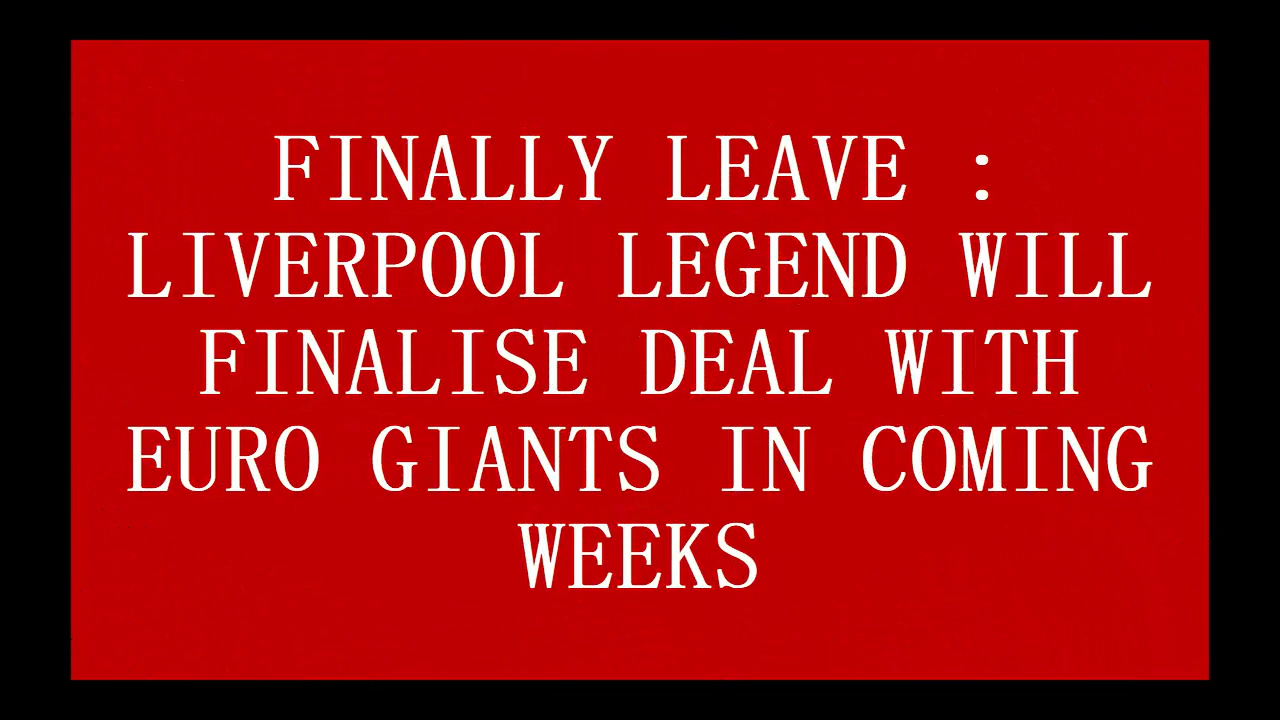 FINALLY LEAVE :
LIVERPOOL LEGEND WILL
FINALISE DEAL WITH
EURO GIANTS IN COMING
WEEKS